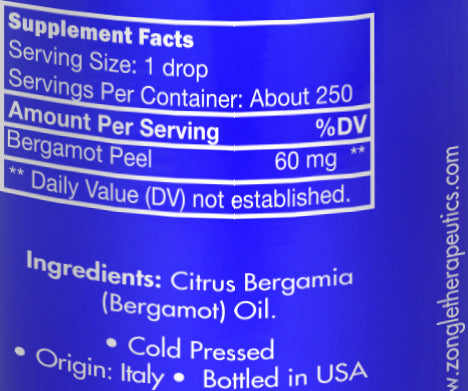 Supplement Facts
Serving Size: 1 drop
Servings Per Container: About 250
Amount Per Serving %DV
Bergamot Peel 60 mg **
** Daily Value (DV) not established.
Ingredients: Citrus Bergamia
(Bergamot) Oil.
• Cold Pressed
• Origin: Italy • Bottled in USA
w.zongletherapeutics.com